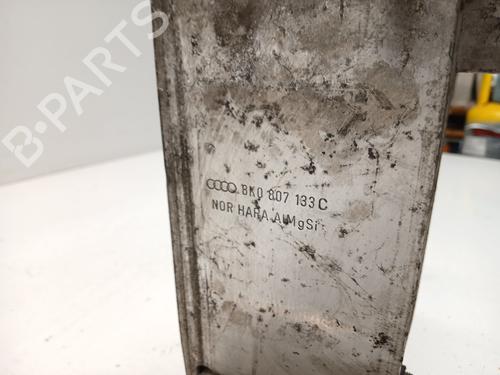 B-PARTS
8K0 807 133 C
NOR HARA AlMgSi